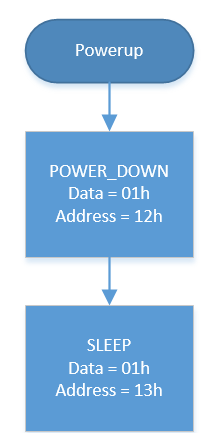 Powerup
POWER_DOWN
Data = 01h
Address = 12h
SLEEP
Data = 01h
Address = 13h